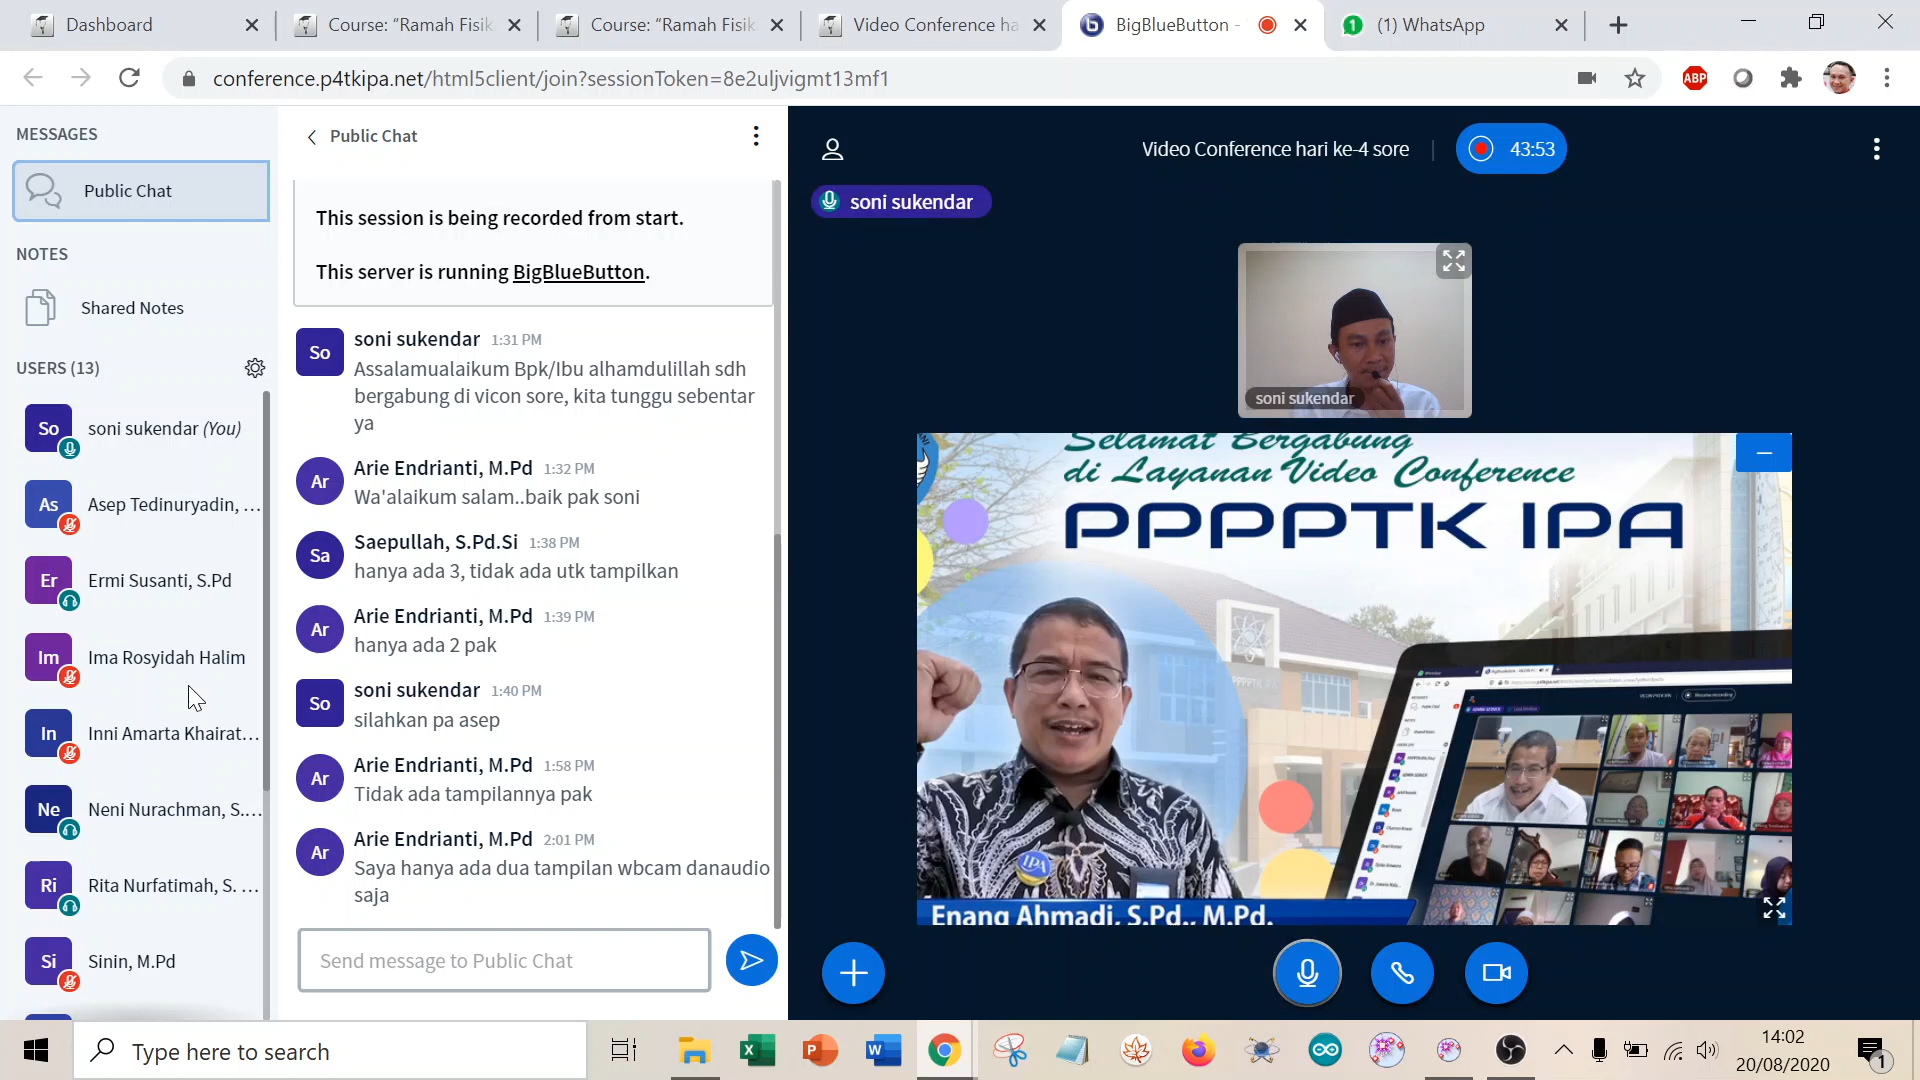 Dashboard
Course: “Ramah Fisik
Course: “Ramah Fisik
Video Conference ha
BigBlueButton -
(1) WhatsApp
conference.p4tkipa.net/html5client/join?sessionToken=8e2uljvigmt13mf1
ABP
MESSAGES
Public Chat
NOTES
Shared Notes
USERS (13)
So
soni sukendar (You)
As
Asep Tedinuryadin, ...
Er
Ermi Susanti, S.Pd
Im
Ima Rosyidah Halim
In
Inni Amarta Khairat...
Ne
Neni Nurachman, S....
Ri
Rita Nurfatimah, S. ...
Si
Sinin, M.Pd
Public Chat
This session is being recorded from start.
This server is running BigBlueButton.
So
soni sukendar 1:31 PM
Assalamualaikum Bpk/Ibu alhamdulillah sdh
bergabung di vicon sore, kita tunggu sebentar
ya
Ar
Arie Endrianti, M.Pd 1:32 PM
Wa'alaikum salam..baik pak soni
Sa
Saepullah, S.Pd.Si 1:38 PM
hanya ada 3, tidak ada utk tampilkan
Ar
Arie Endrianti, M.Pd 1:39 PM
hanya ada 2 pak
So
soni sukendar 1:40 PM
silahkan pa asep
Ar
Arie Endrianti, M.Pd 1:58 PM
Tidak ada tampilannya pak
Ar
Arie Endrianti, M.Pd 2:01 PM
Saya hanya ada dua tampilan wbcam danaudio
saja
Send message to Public Chat
Video Conference hari ke-4 sore
43:53
soni sukendar
soni sukendar
Selamat Bergabung
di Layanan Video Conference
PPPPTK IPA
IPA
Enang Ahmadi, S.Pd., M.Pd.
Type here to search
14:02
20/08/2020
1